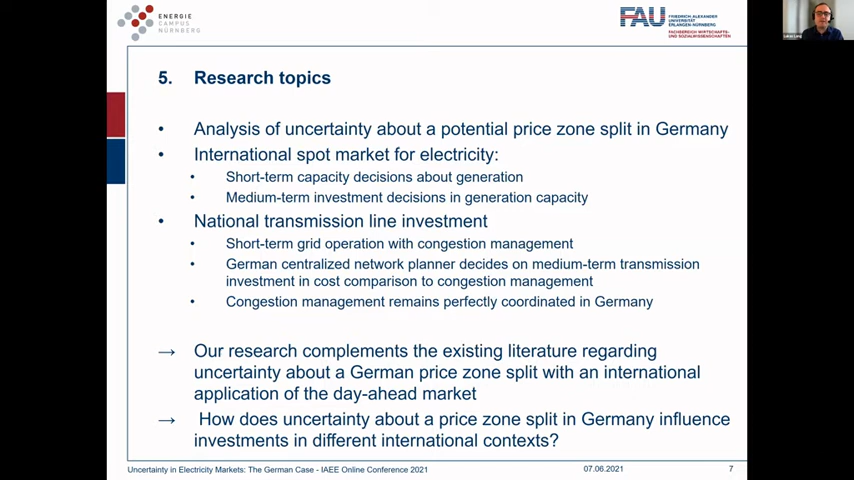 ENERGIE
CAMPUS
NÜRNBERG
FAU
FRIEDRICH-ALEXANDER
UNIVERSITÄT
ERLANGEN-NÜRNBERG
FACHBEREICH WIRTSCHAFTS-
UND SOZIALWISSENSCHAFTEN
5. Research topics
• Analysis of uncertainty about a potential price zone split in Germany
• International spot market for electricity:
• Short-term capacity decisions about generation
• Medium-term investment decisions in generation capacity
• National transmission line investment
• Short-term grid operation with congestion management
• German centralized network planner decides on medium-term transmission
investment in cost comparison to congestion management
• Congestion management remains perfectly coordinated in Germany
→ Our research complements the existing literature regarding
uncertainty about a German price zone split with an international
application of the day-ahead market
→ How does uncertainty about a price zone split in Germany influence
investments in different international contexts?
Uncertainty in Electricity Markets: The German Case - IAEE Online Conference 2021
07.06.2021
7